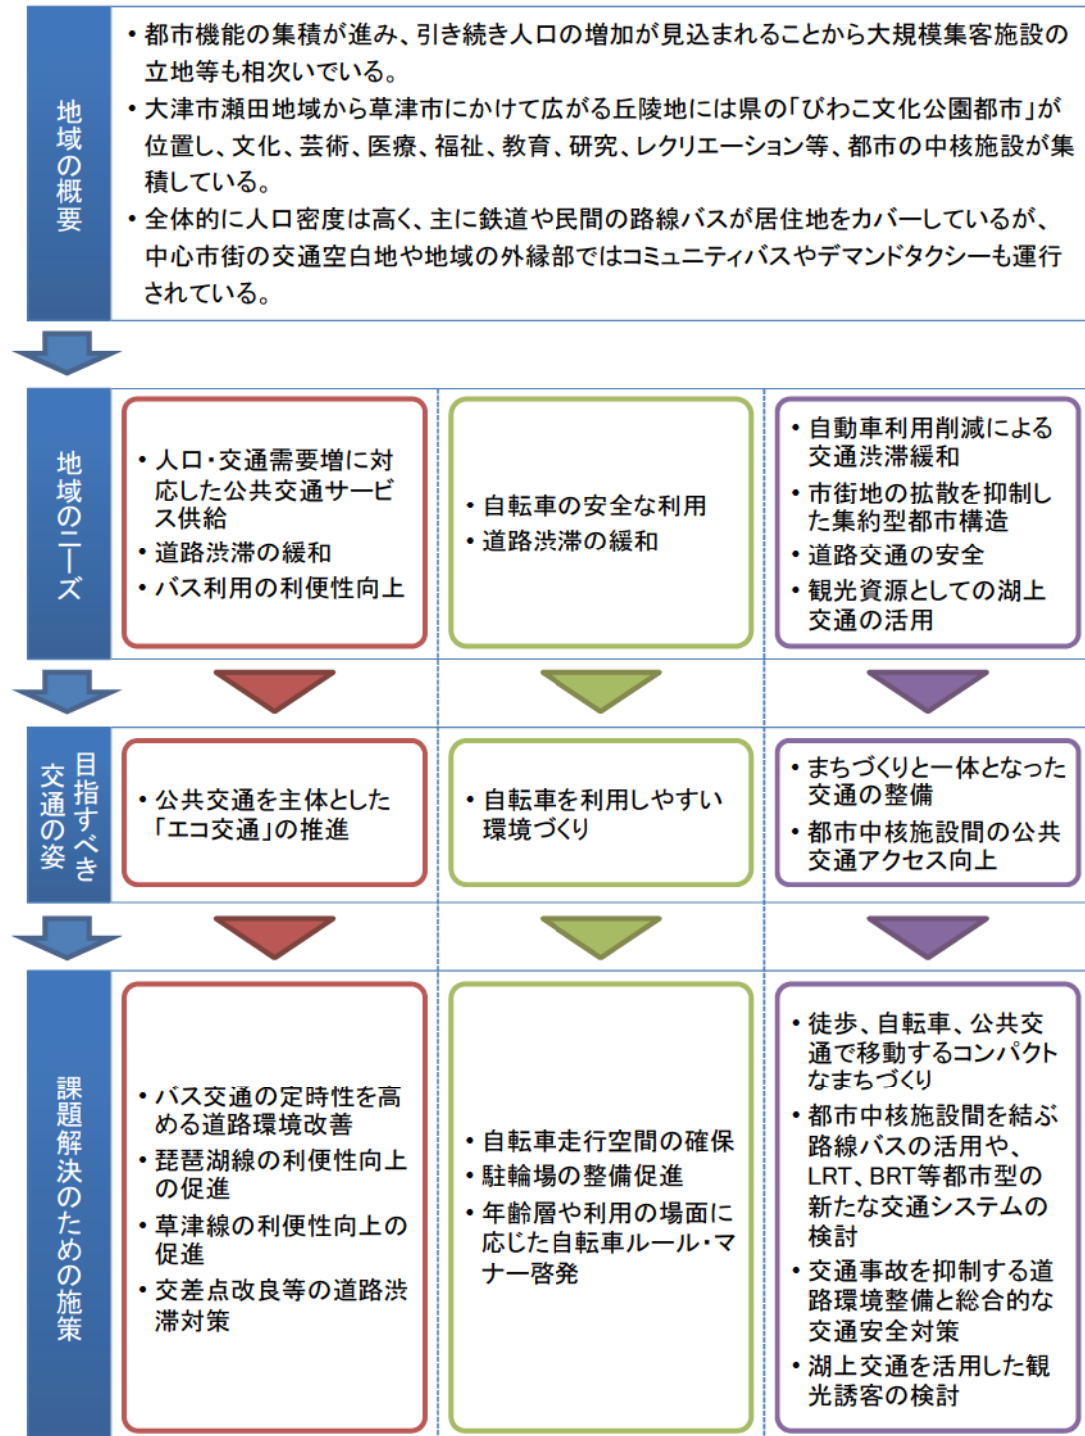 地域の概要
• 都市機能の集積が進み、引き続き人口の増加が見込まれることから大規模集客施設の
立地等も相次いでいる。
• 大津市瀬田地域から草津市にかけて広がる丘陵地には県の「びわこ文化公園都市」が
位置し、文化、芸術、医療、福祉、教育、研究、レクリエーション等、都市の中核施設が集
積している。
• 全体的に人口密度は高く、主に鉄道や民間の路線バスが居住地をカバーしているが、
中心市街の交通空白地や地域の外縁部ではコミュニティバスやデマンドタクシーも運行
されている。
地域のニーズ
• 人口・交通需要増に対
応した公共交通サービ
ス供給
• 道路渋滞の緩和
• バス利用の利便性向上
• 自転車の安全な利用
• 道路渋滞の緩和
• 自動車利用削減による
交通渋滞緩和
• 市街地の拡散を抑制し
た集約型都市構造
• 道路交通の安全
• 観光資源としての湖上
交通の活用
目指すべき
交通の姿
• 公共交通を主体とした
「エコ交通」の推進
• 自転車を利用しやすい
環境づくり
• まちづくりと一体となった
交通の整備
• 都市中核施設間の公共
交通アクセス向上
課題解決のための施策
• バス交通の定時性を高
める道路環境改善
• 琵琶湖線の利便性向上
の促進
• 草津線の利便性向上の
促進
• 交差点改良等の道路渋
滞対策
• 自転車走行空間の確保
• 駐輪場の整備促進
• 年齢層や利用の場面に
応じた自転車ルール・マ
ナー啓発
• 徒歩、自転車、公共交
通で移動するコンパクト
なまちづくり
• 都市中核施設間を結ぶ
路線バスの活用や、
LRT、BRT等都市型の
新たな交通システムの
検討
• 交通事故を抑制する道
路環境整備と総合的な
交通安全対策
• 湖上交通を活用した観
光誘客の検討